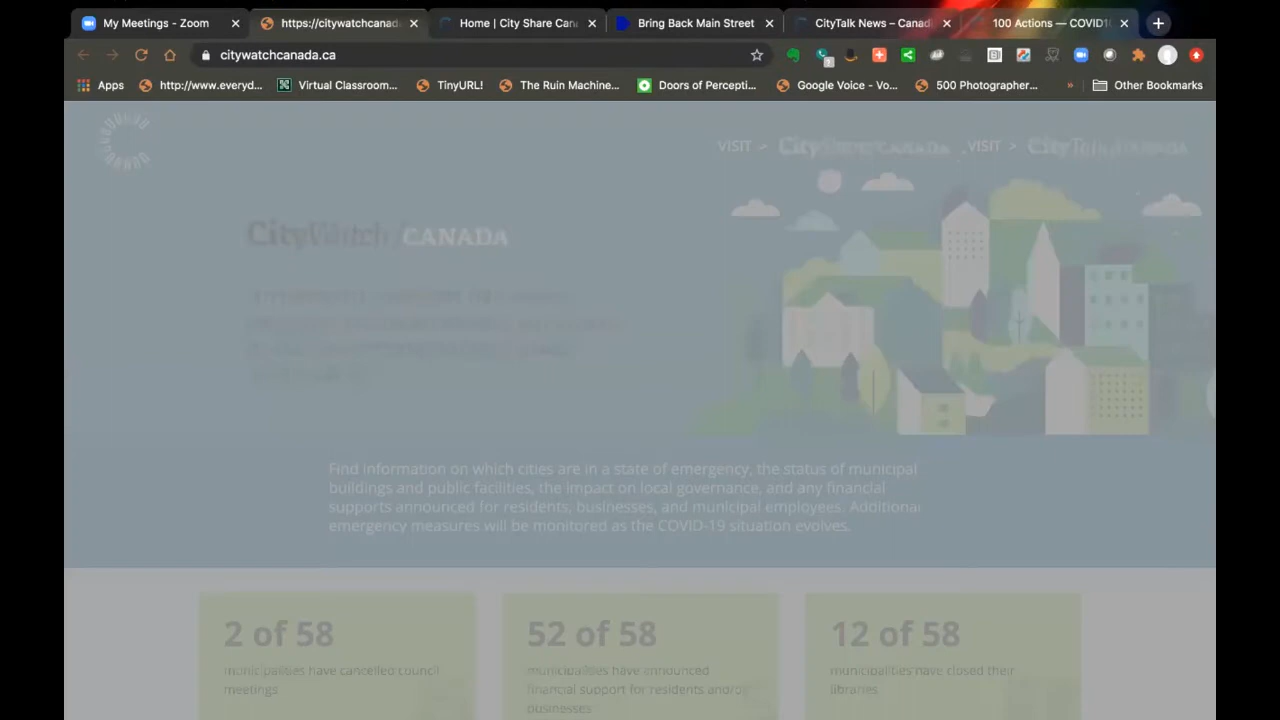 My Meetings - Zoom
https://citywatchcanada
Home | City Share Can
Bring Back Main Street
CityTalk News – Canad
100 Actions — COVID1
citywatchcanada.ca
Apps
http://www.everyd...
Virtual Classroom...
TinyURL!
The Ruin Machine...
Doors of Percepti...
Google Voice - Vo...
500 Photographer...
»
Other Bookmarks
VISIT >
CANADA
VISIT >
CityWatch CANADA
Find information on which cities are in a state of emergency, the status of municipal
buildings and public facilities, the impact on local governance, and any financial
supports announced for residents, businesses, and municipal employees. Additional
emergency measures will be monitored as the COVID-19 situation evolves.
2 of 58
municipalities have cancelled council
meetings
52 of 58
municipalities have announced
financial support for residents and/or
businesses
12 of 58
municipalities have closed their
libraries